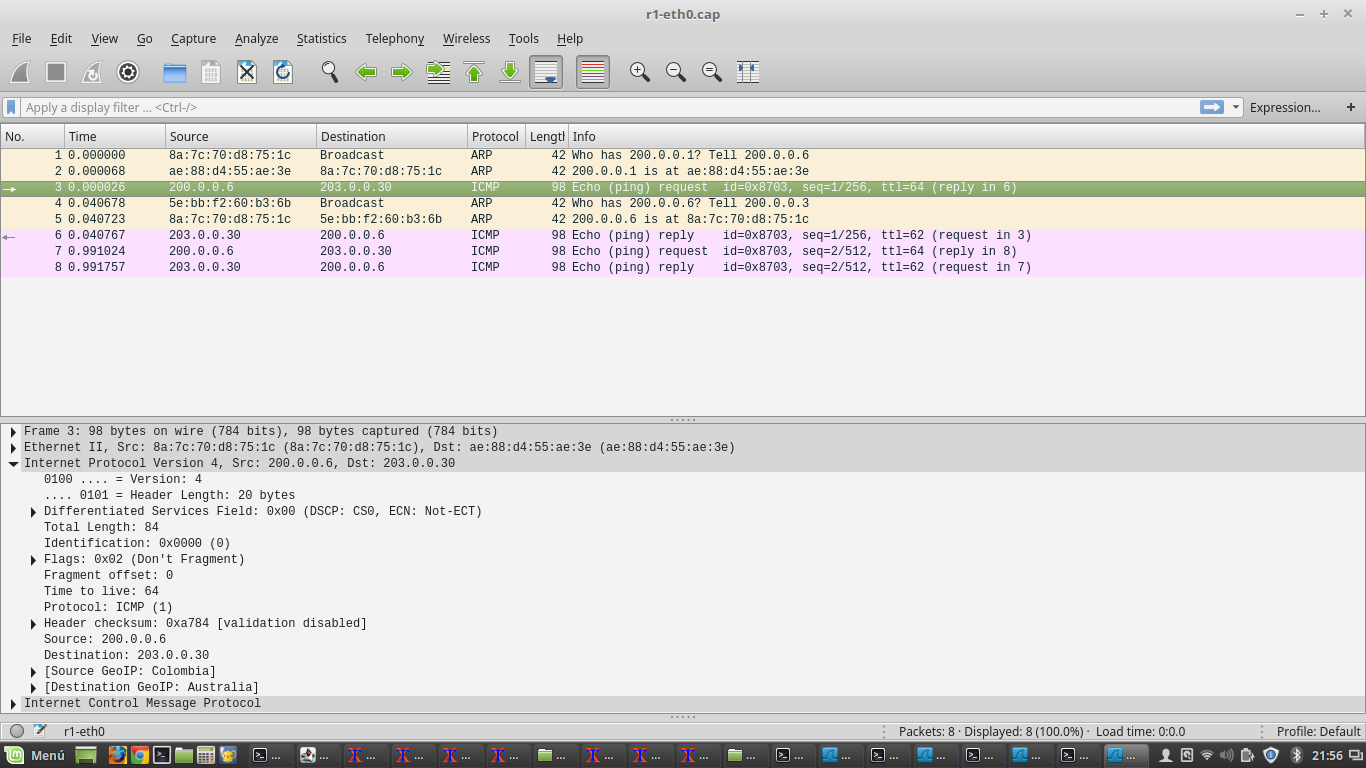 r1-eth0.cap
File Edit View Go Capture Analyze Statistics Telephony Wireless Tools Help
Apply a display filter ... <Ctrl-/> Expression... +
No. Time Source Destination Protocol Length Info
1 0.000000 8a:7c:70:d8:75:1c Broadcast ARP 42 Who has 200.0.0.1? Tell 200.0.0.6
2 0.000068 ae:88:d4:55:ae:3e 8a:7c:70:d8:75:1c ARP 42 200.0.0.1 is at ae:88:d4:55:ae:3e
3 0.000026 200.0.0.6 203.0.0.30 ICMP 98 Echo (ping) request id=0x8703, seq=1/256, ttl=64 (reply in 6)
4 0.040678 5e:bb:f2:60:b3:6b Broadcast ARP 42 Who has 200.0.0.6? Tell 200.0.0.3
5 0.040723 8a:7c:70:d8:75:1c 5e:bb:f2:60:b3:6b ARP 42 200.0.0.6 is at 8a:7c:70:d8:75:1c
6 0.040767 203.0.0.30 200.0.0.6 ICMP 98 Echo (ping) reply id=0x8703, seq=1/256, ttl=62 (request in 3)
7 0.991024 200.0.0.6 203.0.0.30 ICMP 98 Echo (ping) request id=0x8703, seq=2/512, ttl=64 (reply in 8)
8 0.991757 203.0.0.30 200.0.0.6 ICMP 98 Echo (ping) reply id=0x8703, seq=2/512, ttl=62 (request in 7)
Frame 3: 98 bytes on wire (784 bits), 98 bytes captured (784 bits)
Ethernet II, Src: 8a:7c:70:d8:75:1c (8a:7c:70:d8:75:1c), Dst: ae:88:d4:55:ae:3e (ae:88:d4:55:ae:3e)
Internet Protocol Version 4, Src: 200.0.0.6, Dst: 203.0.0.30
0100 .... = Version: 4
.... 0101 = Header Length: 20 bytes
Differentiated Services Field: 0x00 (DSCP: CS0, ECN: Not-ECT)
Total Length: 84
Identification: 0x0000 (0)
Flags: 0x02 (Don't Fragment)
Fragment offset: 0
Time to live: 64
Protocol: ICMP (1)
Header checksum: 0xa784 [validation disabled]
Source: 200.0.0.6
Destination: 203.0.0.30
[Source GeoIP: Colombia]
[Destination GeoIP: Australia]
Internet Control Message Protocol
r1-eth0 Packets: 8 · Displayed: 8 (100.0%) · Load time: 0:0.0 Profile: Default
Menú ... ... ... ... ... ... ... ... ... ... ... ... ... ... ... ... ... ... ... 21:56